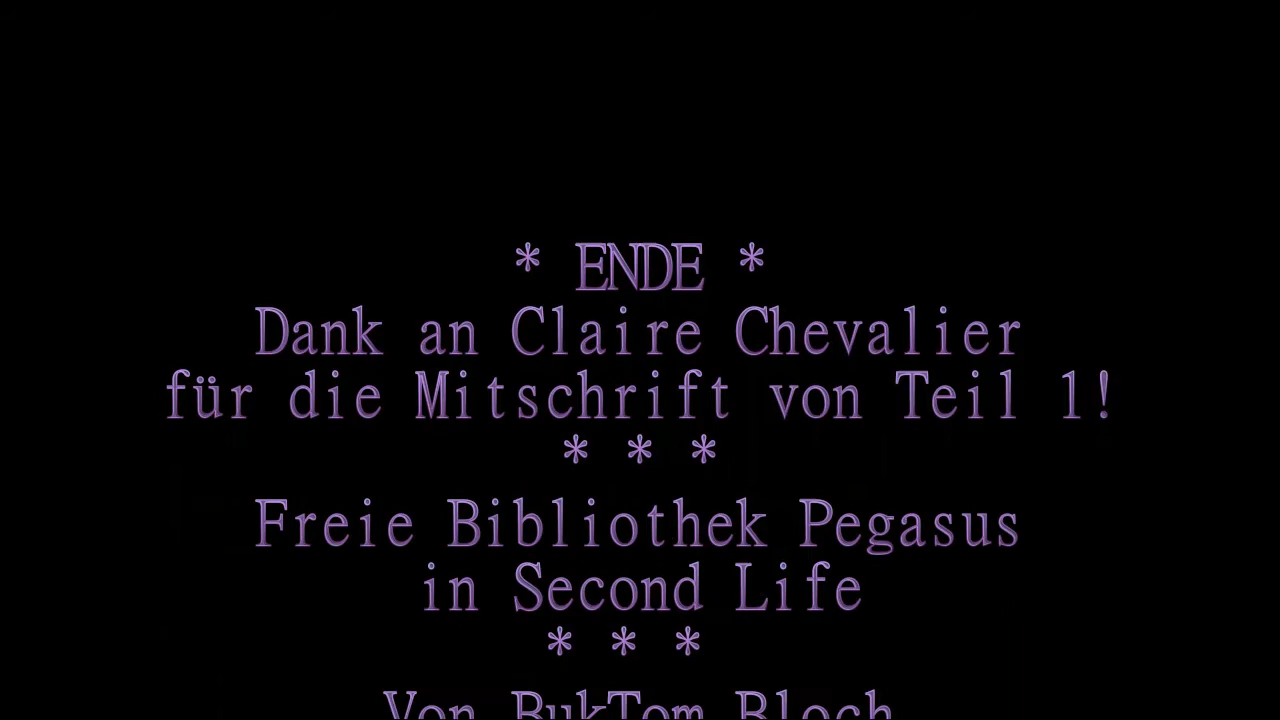 * ENDE *
Dank an Claire Chevalier
für die Mitschrift von Teil 1!
* * *
Freie Bibliothek Pegasus
in Second Life
* * *
Von BukTom Bloch